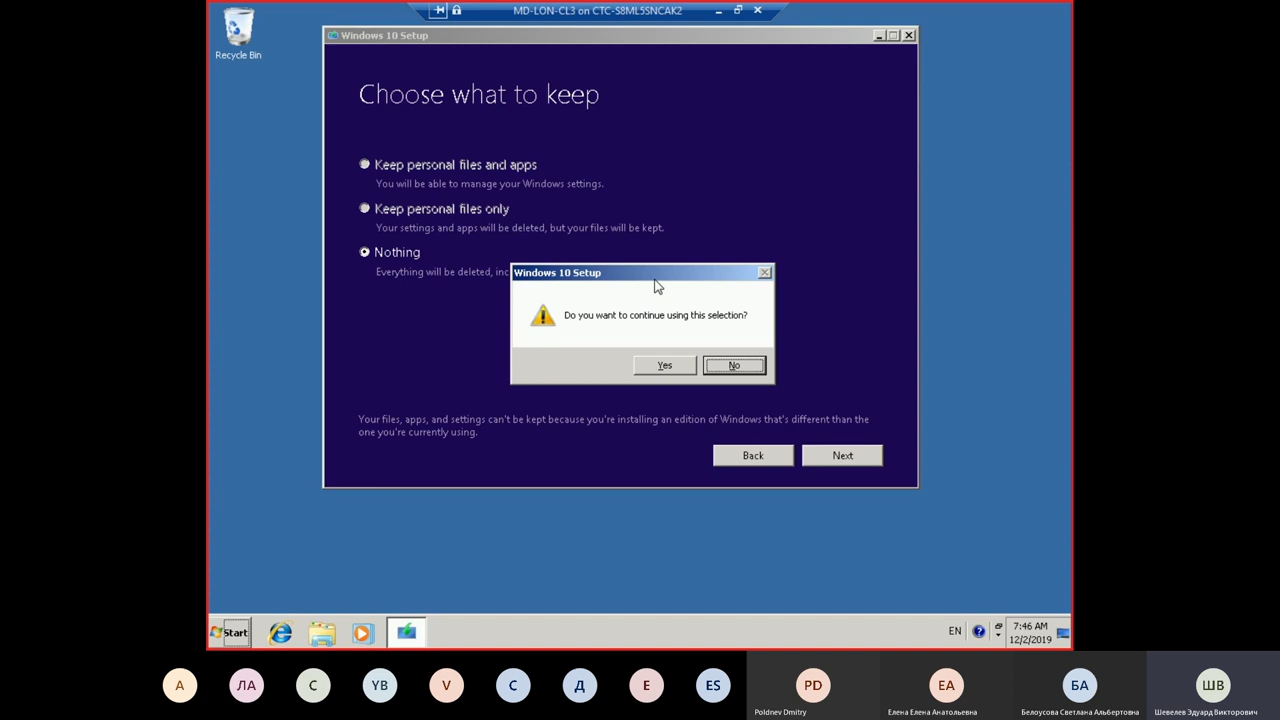 MD-LON-CL3 on CTC-S8ML5SNCAK2
Recycle Bin
Windows 10 Setup
Choose what to keep
Keep personal files and apps
You will be able to manage your Windows settings.
Keep personal files only
Your settings and apps will be deleted, but your files will be kept.
Nothing
Everything will be deleted, inc
Windows 10 Setup
Do you want to continue using this selection?
Yes
No
Your files, apps, and settings can't be kept because you're installing an edition of Windows that's different than the
one you're currently using.
Back
Next
Start
EN
7:46 AM
12/2/2019
A
ЛА
С
YB
V
С
Д
Е
ES
PD
EA
БА
ШВ
Poldnev Dmitry
Елена Елена Анатольевна
Белоусова Светлана Альбертовна
Шевелев Эдуард Викторович